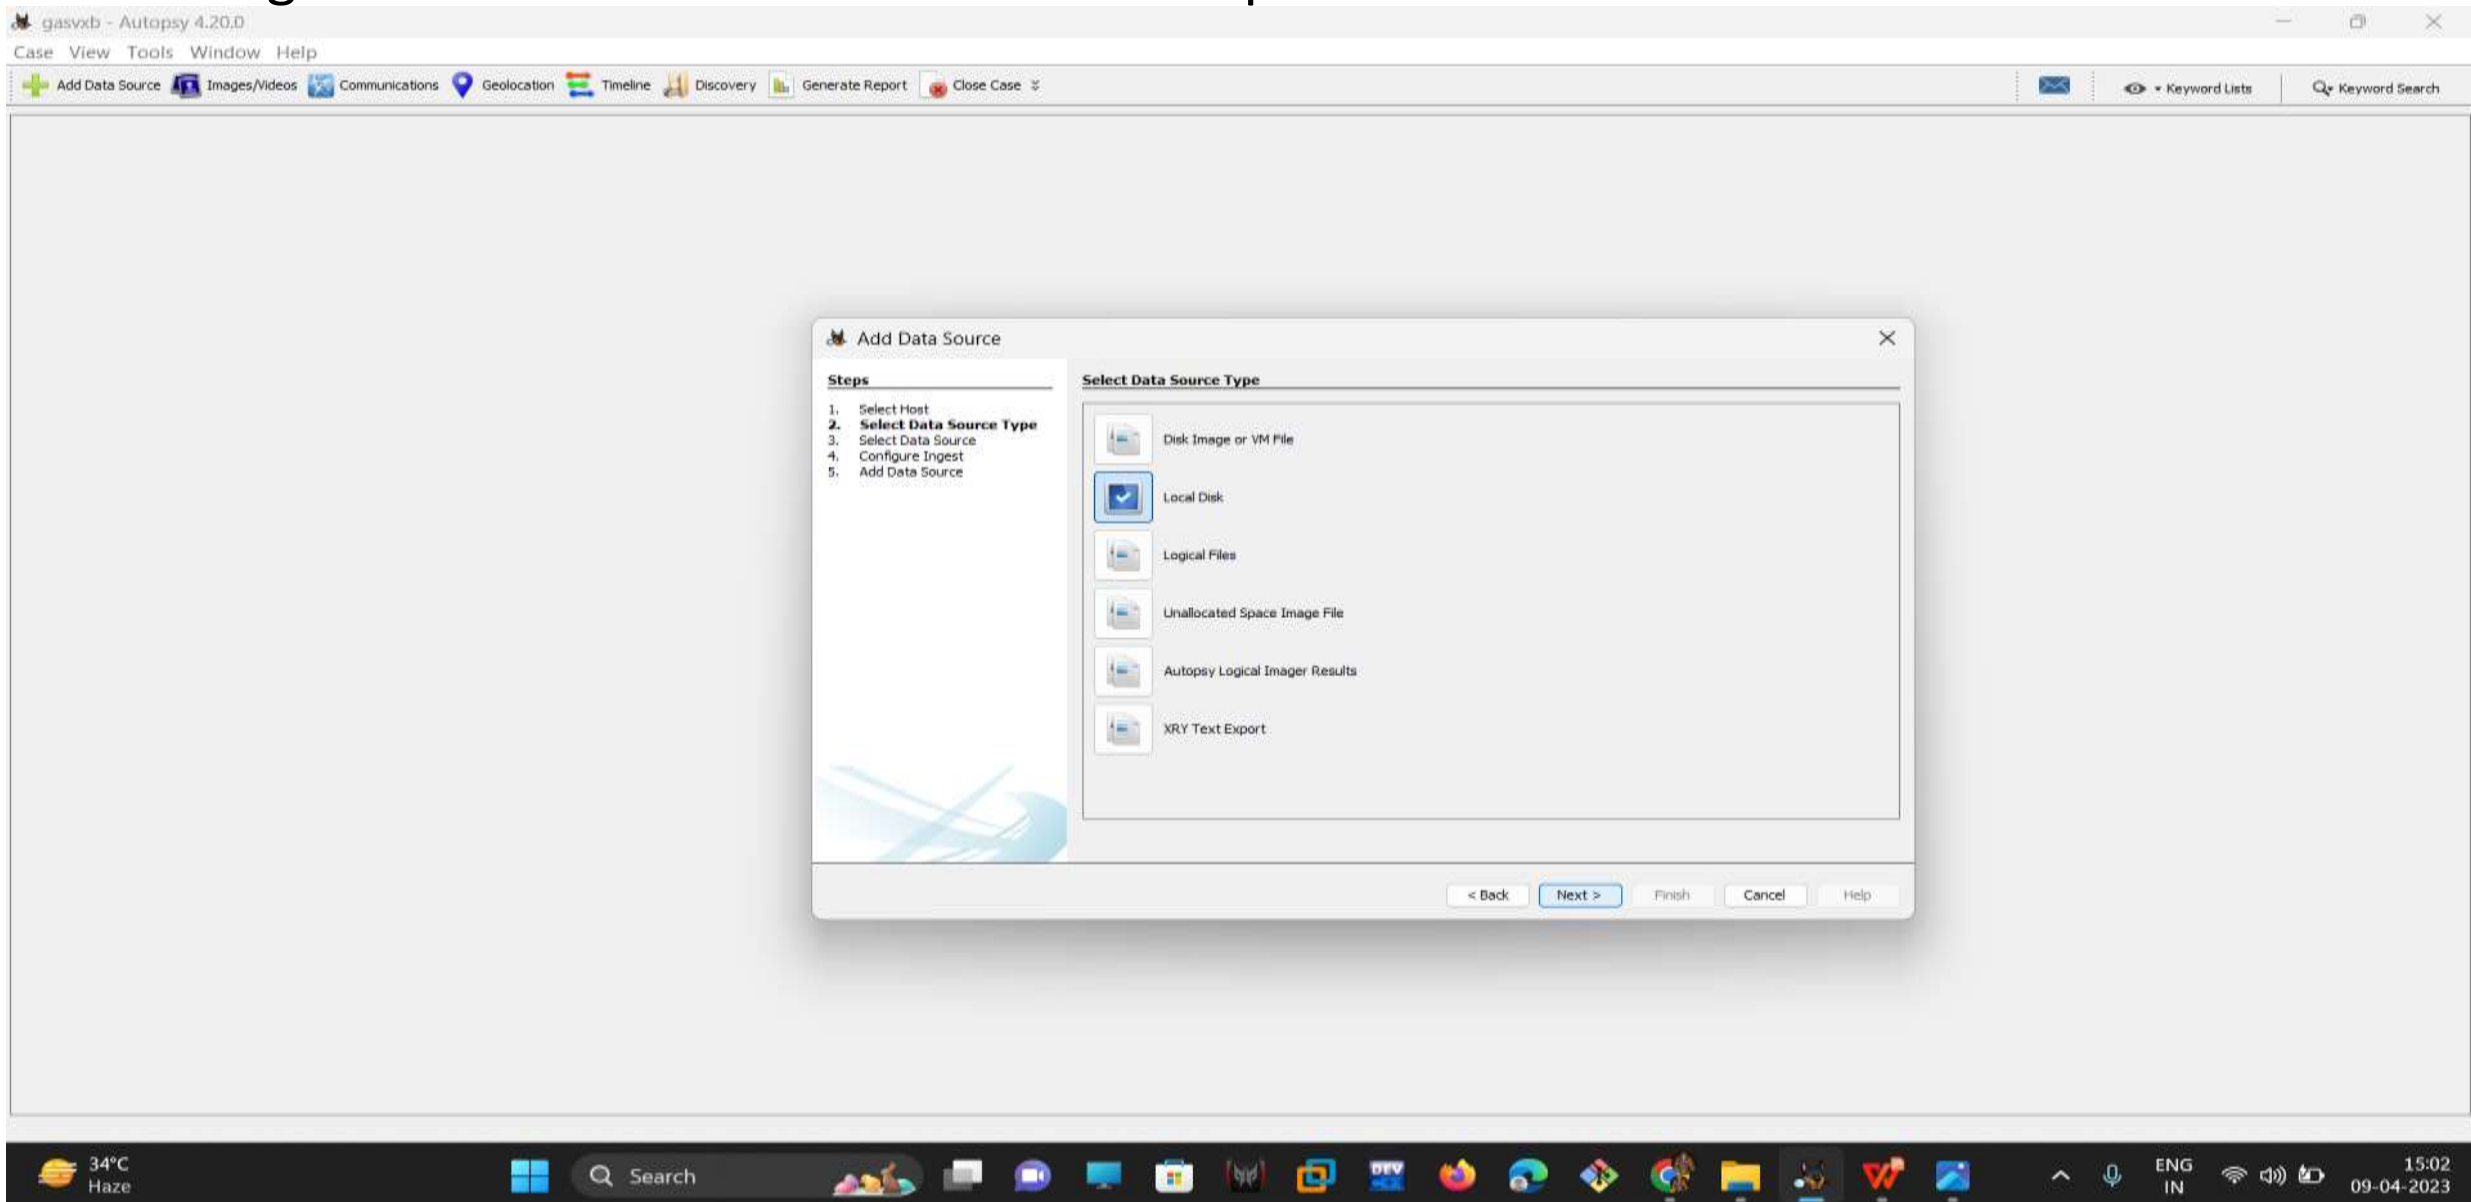 gasvxb - Autopsy 4.20.0
Case View Tools Window Help
Add Data Source Images/Videos Communications Geolocation Timeline Discovery Generate Report Close Case Keyword Lists Keyword Search
Add Data Source
Steps
1. Select Host
2. Select Data Source Type
3. Select Data Source
4. Configure Ingest
5. Add Data Source
Select Data Source Type
Disk Image or VM File
Local Disk
Logical Files
Unallocated Space Image File
Autopsy Logical Imager Results
XRY Text Export
< Back Next > Finish Cancel Help
34°C
Haze
Search
DEV
ENG
IN
15:02
09-04-2023